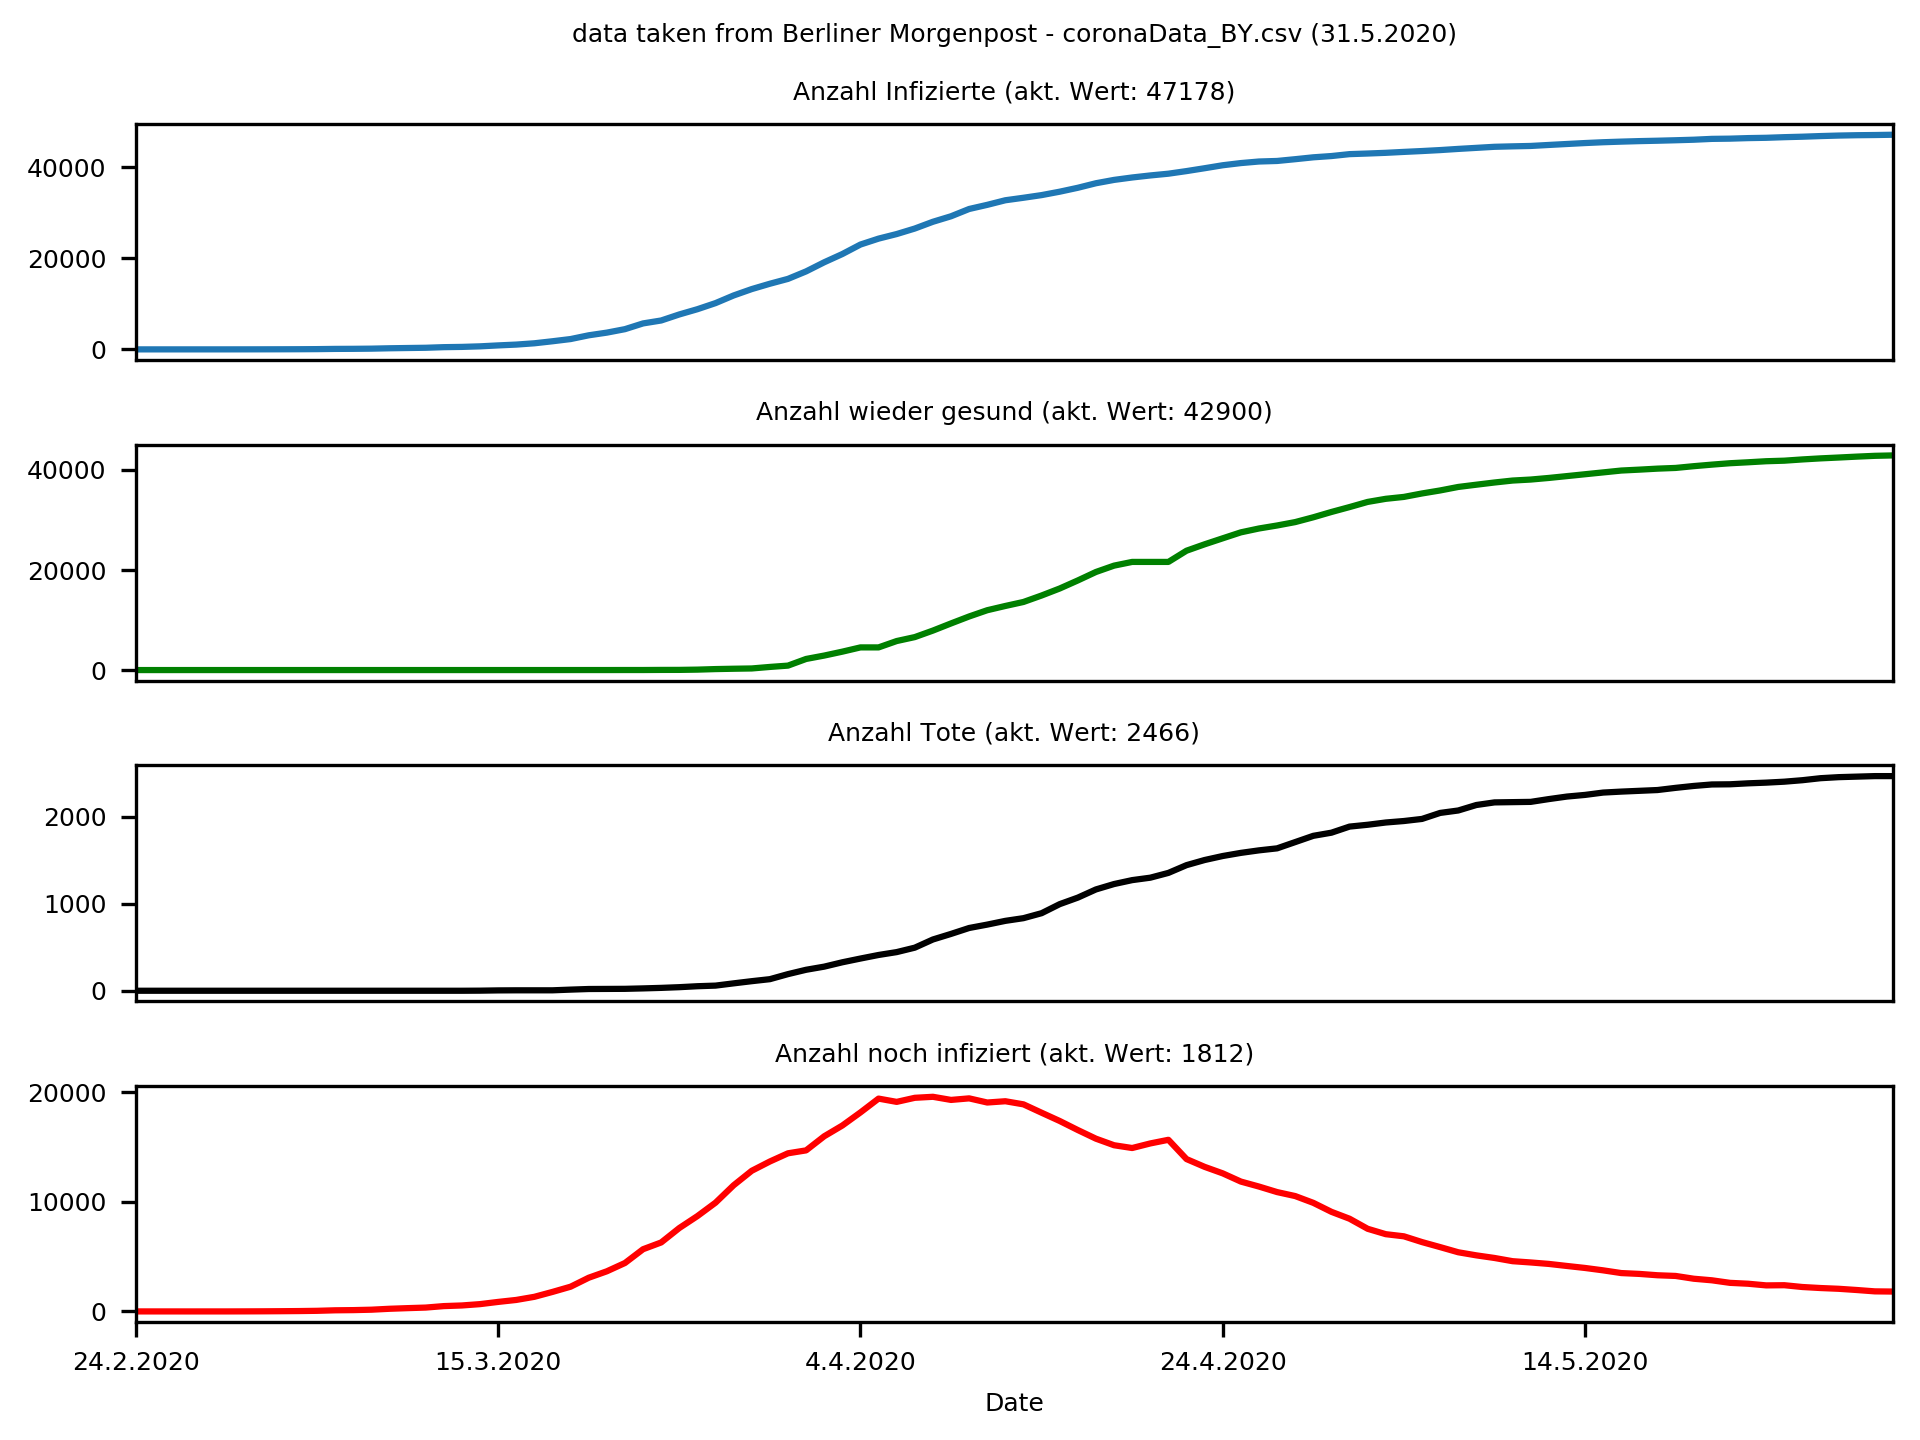 data taken from Berliner Morgenpost - coronaData_BY.csv (31.5.2020)
Anzahl Infizierte (akt. Wert: 47178)
40000
20000
0
Anzahl wieder gesund (akt. Wert: 42900)
40000
20000
0
Anzahl Tote (akt. Wert: 2466)
2000
1000
0
Anzahl noch infiziert (akt. Wert: 1812)
20000
10000
0
24.2.2020 15.3.2020 4.4.2020 24.4.2020 14.5.2020
Date